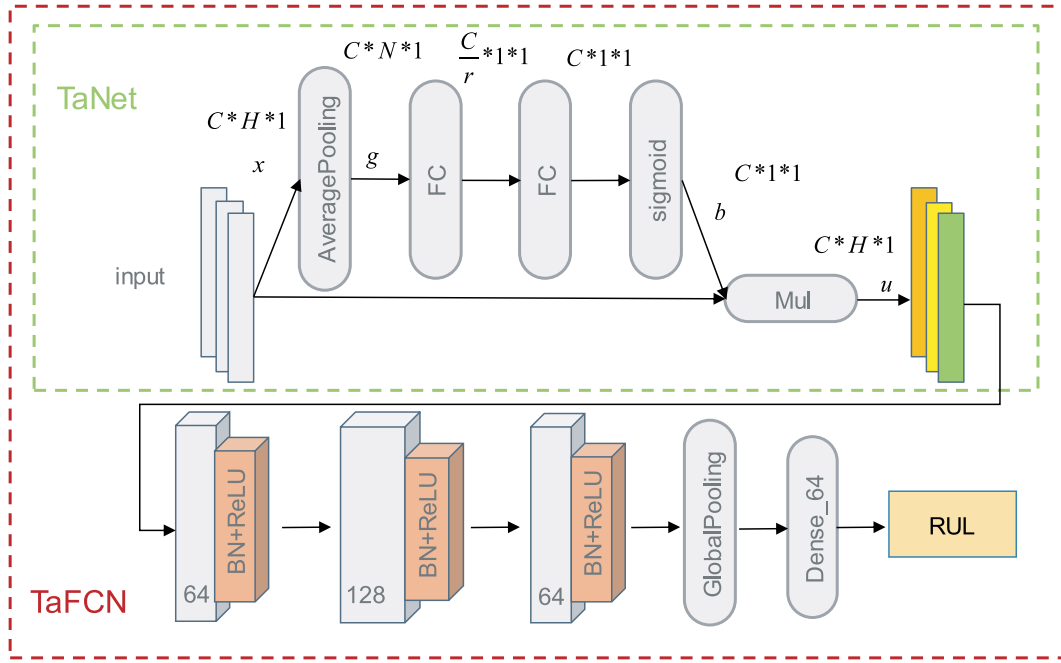 TaNet
C*H*1
x
AveragePooling
C*N*1
g
FC
C/r*1*1
FC
C*1*1
sigmoid
C*1*1
b
input
Mul
C*H*1
u
64
BN+ReLU
128
BN+ReLU
64
BN+ReLU
GlobalPooling
Dense_64
RUL
TaFCN